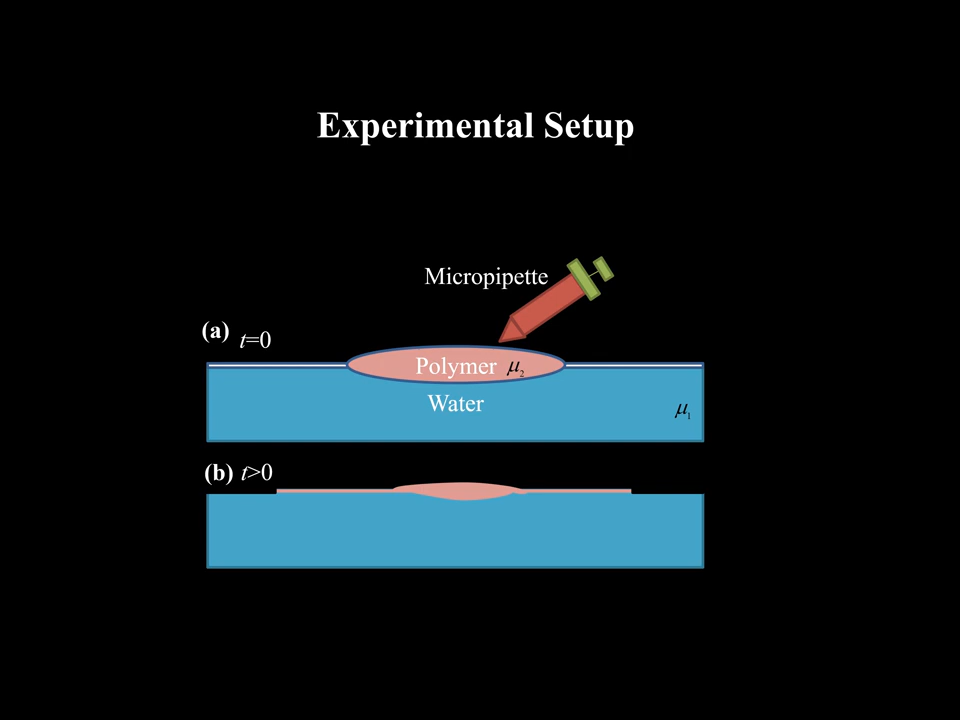 Experimental Setup
Micropipette
(a) t=0
Polymer μ2
Water
μ1
(b) t>0